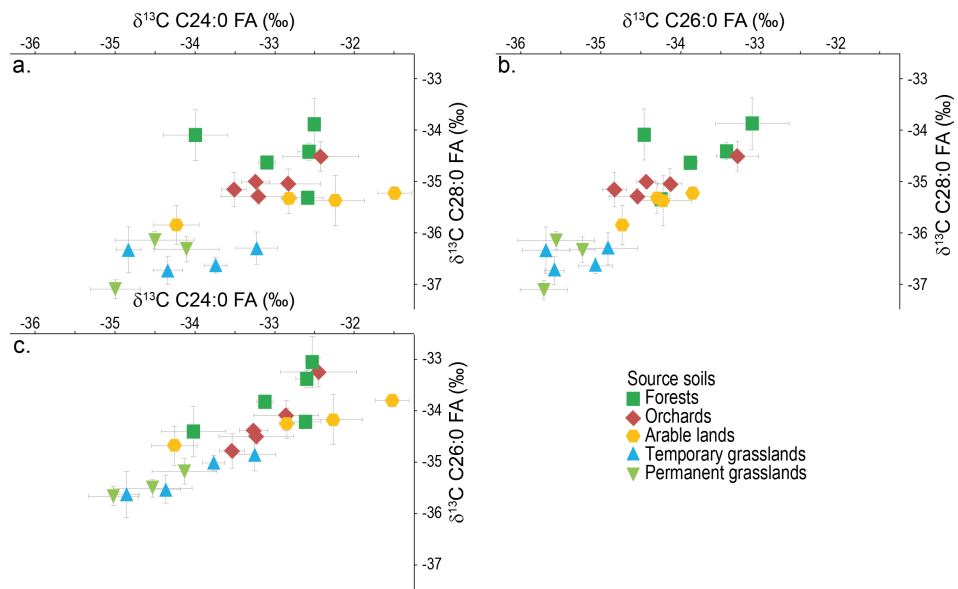 δ¹³C C24:0 FA (‰)
-36 -35 -34 -33 -32
a.
-33
-34
-35
-36
-37
δ¹³C C28:0 FA (‰)
δ¹³C C26:0 FA (‰)
-36 -35 -34 -33
b.
-33
-34
-35
-36
-37
δ¹³C C28:0 FA (‰)
δ¹³C C24:0 FA (‰)
-36 -35 -34 -33 -32
c.
-33
-34
-35
-36
-37
δ¹³C C26:0 FA (‰)
Source soils
Forests
Orchards
Arable lands
Temporary grasslands
Permanent grasslands